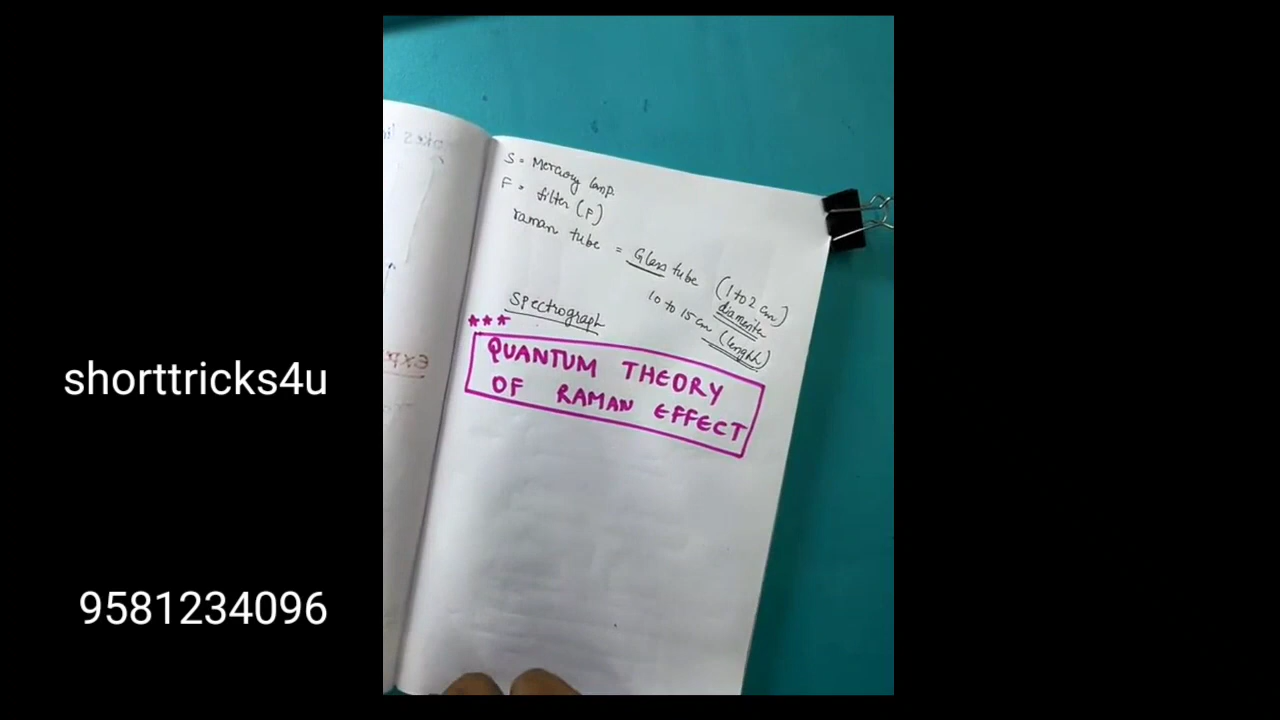 shorttricks4u
9581234096
S = Mercury lamp.
F = filter (P)
raman tube = Glass tube (1 to 2 cm)
diameter
10 to 15 cm (lenghh)
Spectrograph
***
QUANTUM THEORY
OF RAMAN EFFECT